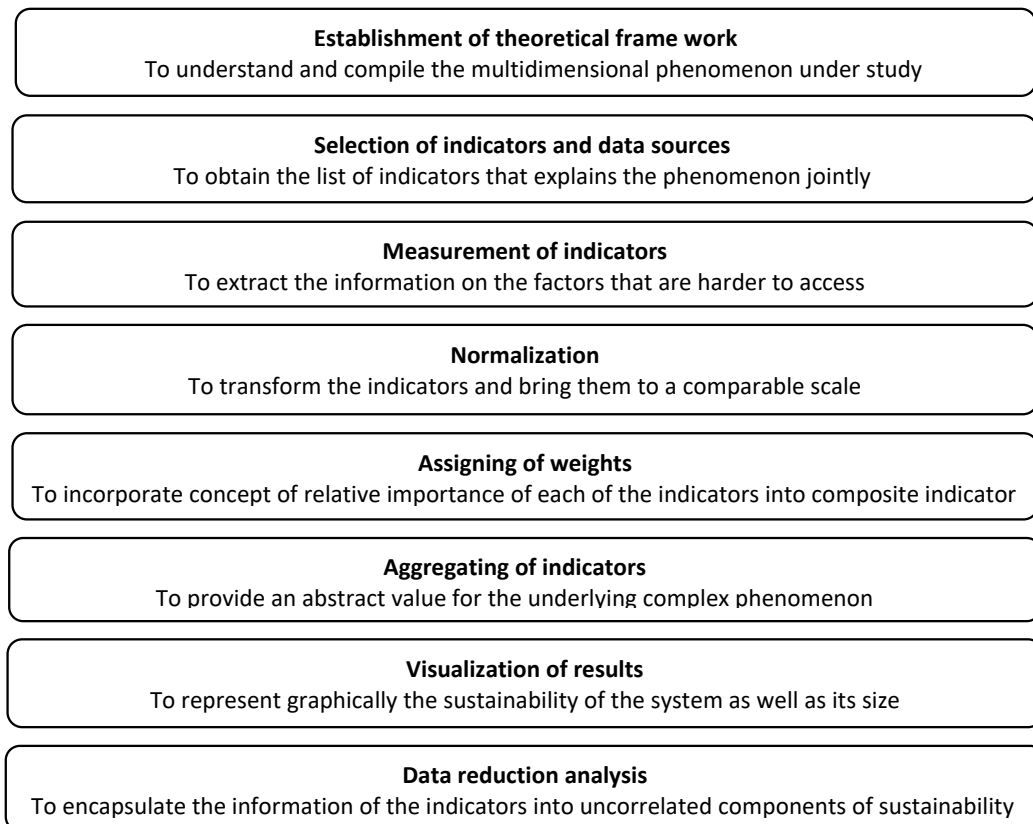 Establishment of theoretical frame work
To understand and compile the multidimensional phenomenon under study
Selection of indicators and data sources
To obtain the list of indicators that explains the phenomenon jointly
Measurement of indicators
To extract the information on the factors that are harder to access
Normalization
To transform the indicators and bring them to a comparable scale
Assigning of weights
To incorporate concept of relative importance of each of the indicators into composite indicator
Aggregating of indicators
To provide an abstract value for the underlying complex phenomenon
Visualization of results
To represent graphically the sustainability of the system as well as its size
Data reduction analysis
To encapsulate the information of the indicators into uncorrelated components of sustainability